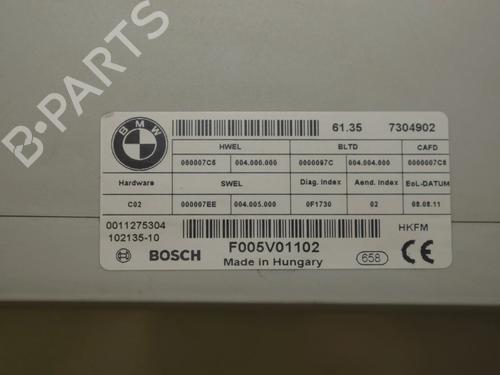 BMW
61.35 7304902
HWEL BLTD CAFD
000007C5 004.000.000 0000097C 004.004.000 000007C8
Hardware SWEL Diag. Index Aend. Index EoL-DATUM
C02 000007EE 004.005.000 0F1730 02 08.08.11
0011275304 HKFM
102135-10 F005V01102
BOSCH Made in Hungary 658 CE
B-PARTS